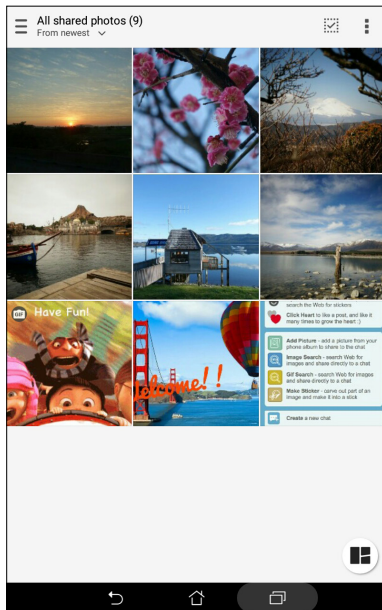 All shared photos (9)
From newest
GIF Have Fun!
Welcome! !
search the Web for stickers
Click Heart to like a post, and like it
many times to grow the heart :)
Add Picture - add a picture from your
phone album to share to the chat
Image Search - search Web for
images and share directly to a chat
Gif Search - search Web for images
and share directly to a chat
Make Sticker - carve out part of an
image and make it into a stick
Create a new chat